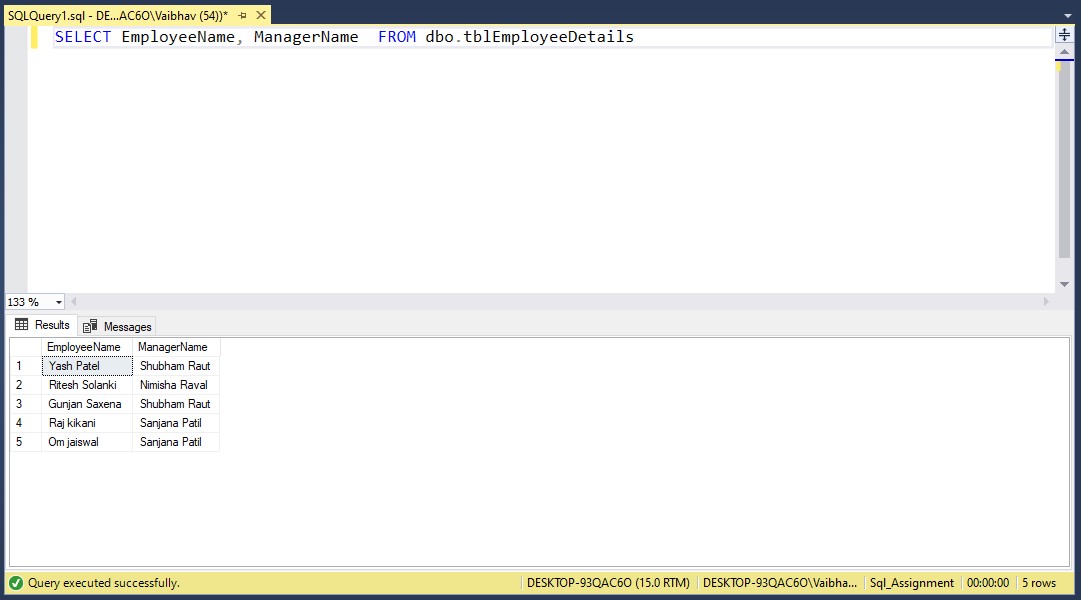 SQLQuery1.sql - DE...AC6O\Vaibhav (54))*
SELECT EmployeeName, ManagerName  FROM dbo.tblEmployeeDetails
133 %
Results Messages
EmployeeName ManagerName
1 Yash Patel Shubham Raut
2 Ritesh Solanki Nimisha Raval
3 Gunjan Saxena Shubham Raut
4 Raj kikani Sanjana Patil
5 Om jaiswal Sanjana Patil
Query executed successfully. DESKTOP-93QAC6O (15.0 RTM) DESKTOP-93QAC6O\Vaibha... Sql_Assignment 00:00:00 5 rows